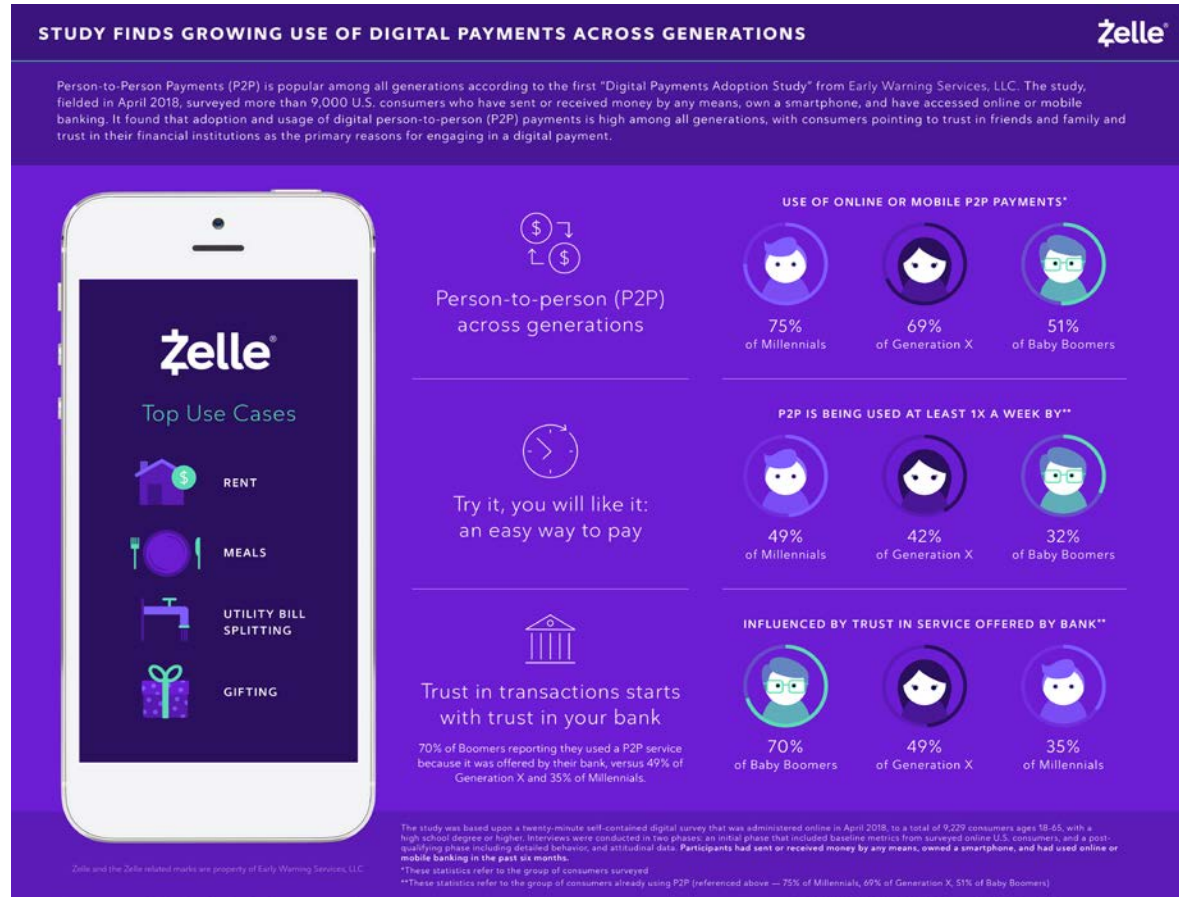 STUDY FINDS GROWING USE OF DIGITAL PAYMENTS ACROSS GENERATIONS
Zelle®
Person-to-Person Payments (P2P) is popular among all generations according to the first "Digital Payments Adoption Study" from Early Warning Services, LLC. The study,
fielded in April 2018, surveyed more than 9,000 U.S. consumers who have sent or received money by any means, own a smartphone, and have accessed online or mobile
banking. It found that adoption and usage of digital person-to-person (P2P) payments is high among all generations, with consumers pointing to trust in friends and family and
trust in their financial institutions as the primary reasons for engaging in a digital payment.
Zelle®
Top Use Cases
$
RENT
MEALS
UTILITY BILL
SPLITTING
GIFTING
$
$
Person-to-person (P2P)
across generations
USE OF ONLINE OR MOBILE P2P PAYMENTS*
75%
of Millennials
69%
of Generation X
51%
of Baby Boomers
Try it, you will like it:
an easy way to pay
P2P IS BEING USED AT LEAST 1X A WEEK BY**
49%
of Millennials
42%
of Generation X
32%
of Baby Boomers
Trust in transactions starts
with trust in your bank
70% of Boomers reporting they used a P2P service
because it was offered by their bank, versus 49% of
Generation X and 35% of Millennials.
INFLUENCED BY TRUST IN SERVICE OFFERED BY BANK**
70%
of Baby Boomers
49%
of Generation X
35%
of Millennials
The study was based upon a twenty-minute self-contained digital survey that was administered online in April 2018, to a total of 9,229 consumers ages 18-65, with a
high school degree or higher. Interviews were conducted in two phases: an initial phase that included baseline metrics from surveyed online U.S. consumers, and a post-
qualifying phase including detailed behavior, and attitudinal data. Participants had sent or received money by any means, owned a smartphone, and had used online or
mobile banking in the past six months.
*These statistics refer to the group of consumers surveyed
**These statistics refer to the group of consumers already using P2P (referenced above — 75% of Millennials, 69% of Generation X, 51% of Baby Boomers)
Zelle and the Zelle related marks are property of Early Warning Services, LLC